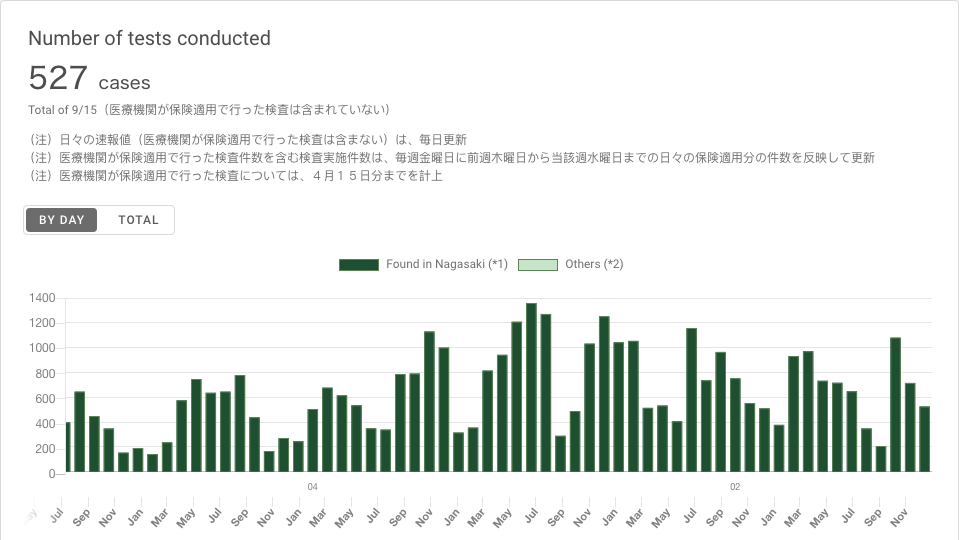 Number of tests conducted
527 cases
Total of 9/15（医療機関が保険適用で行った検査は含まれていない）
（注）日々の速報値（医療機関が保険適用で行った検査は含まない）は、毎日更新
（注）医療機関が保険適用で行った検査件数を含む検査実施件数は、毎週金曜日に前週木曜日から当該週水曜日までの日々の保険適用分の件数を反映して更新
（注）医療機関が保険適用で行った検査については、４月１５日分までを計上
BY DAY TOTAL
Found in Nagasaki (*1) Others (*2)
1400
1200
1000
800
600
400
200
0
04 02
Jul Sep Nov Jan Mar May Jul Sep Nov Jan Mar May Jul Sep Nov Jan Mar May Jul Sep Nov Jan Mar May Jul Sep Nov Jan Mar May Jul Sep Nov